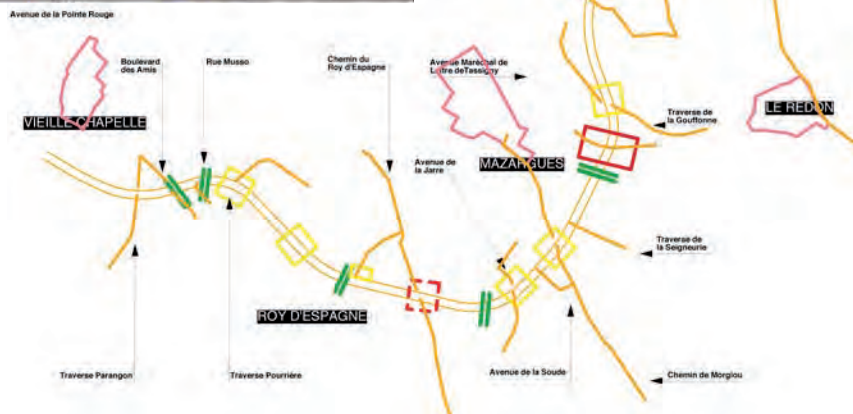 Avenue de la Pointe Rouge
Boulevard
des Amis
Rue Musso
Chemin du
Roy d'Espagne
Avenue Maréchal de
Lattre deTassigny
VIEILLE CHAPELLE
Traverse de
la Gouffonne
LE REDON
Avenue de
la Jarre
MAZARGUES
Traverse de
la Seigneurie
ROY D'ESPAGNE
Traverse Parangon
Traverse Pourrière
Avenue de la Soude
Chemin de Morgiou